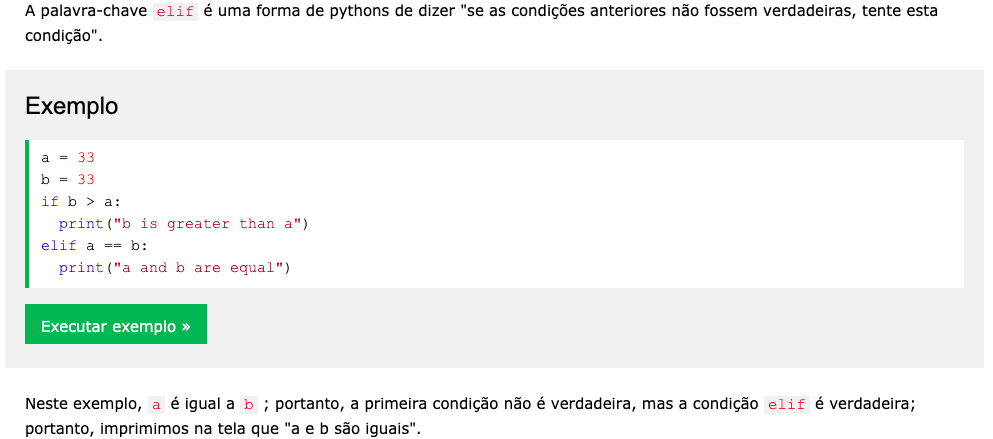 A palavra-chave elif é uma forma de pythons de dizer "se as condições anteriores não fossem verdadeiras, tente esta
condição".
Exemplo
a = 33
b = 33
if b > a:
  print("b is greater than a")
elif a == b:
  print("a and b are equal")
Executar exemplo »
Neste exemplo, a é igual a b ; portanto, a primeira condição não é verdadeira, mas a condição elif é verdadeira;
portanto, imprimimos na tela que "a e b são iguais".